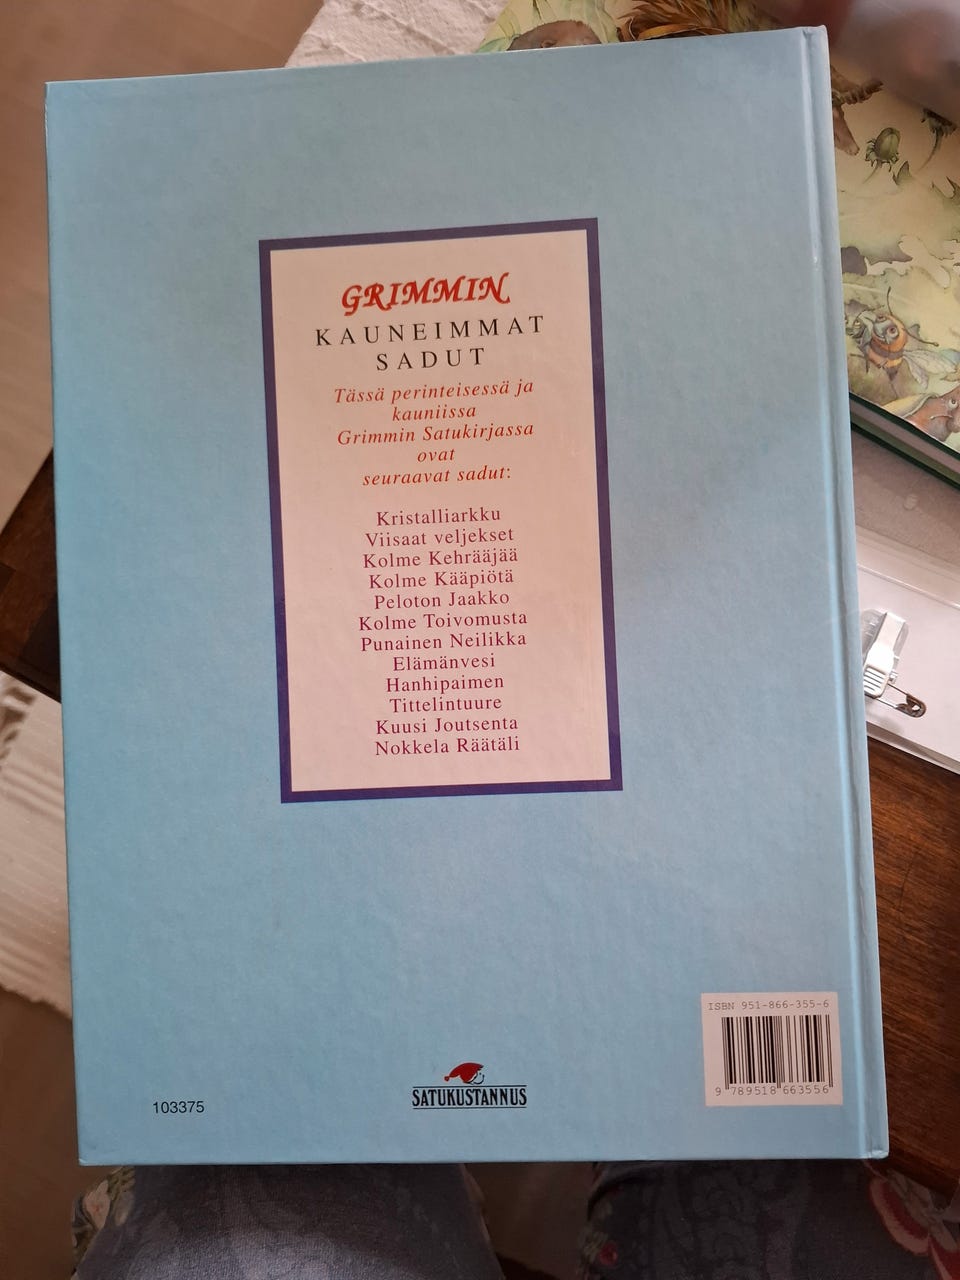 GRIMMIN
KAUNEIMMAT
SADUT
Tässä perinteisessä ja
kauniissa
Grimmin Satukirjassa
ovat
seuraavat sadut:
Kristalliarkku
Viisaat veljekset
Kolme Kehrääjää
Kolme Kääpiötä
Peloton Jaakko
Kolme Toivomusta
Punainen Neilikka
Elämänvesi
Hanhipaimen
Tittelintuure
Kuusi Joutsenta
Nokkela Räätäli
ISBN 951-866-355-6
9 789518 663556
SATUKUSTANNUS
103375